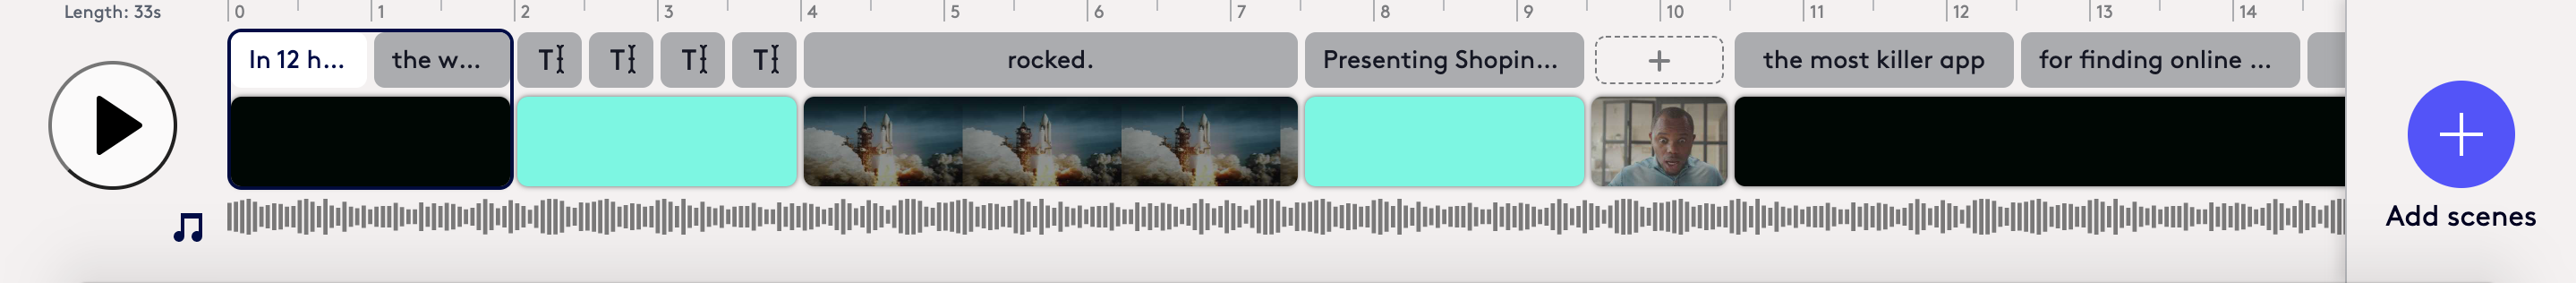 Length: 33s
0 1 2 3 4 5 6 7 8 9 10 11 12 13 14
In 12 h... the w... T T T T rocked. Presenting Shopin... + the most killer app for finding online ...
Add scenes